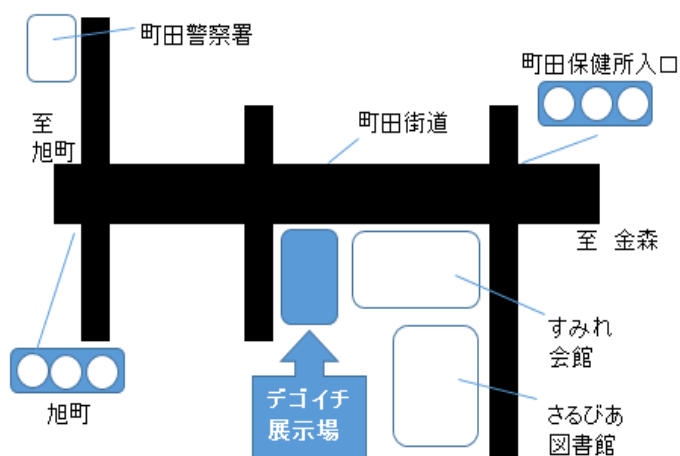 町田警察署
町田保健所入口
至
旭町
町田街道
至 金森
すみれ
会館
デゴイチ
展示場
旭町
さるびあ
図書館